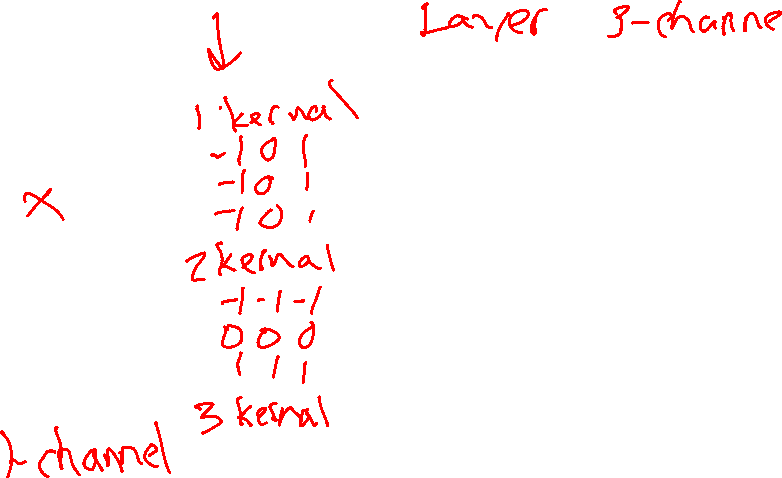 Layer 3-channe
1 kernal
-1 0 1
-1 0 1
-1 0 1
x
2 kernal
-1 -1 -1
0 0 0
1 1 1
3 kernal
1-channel